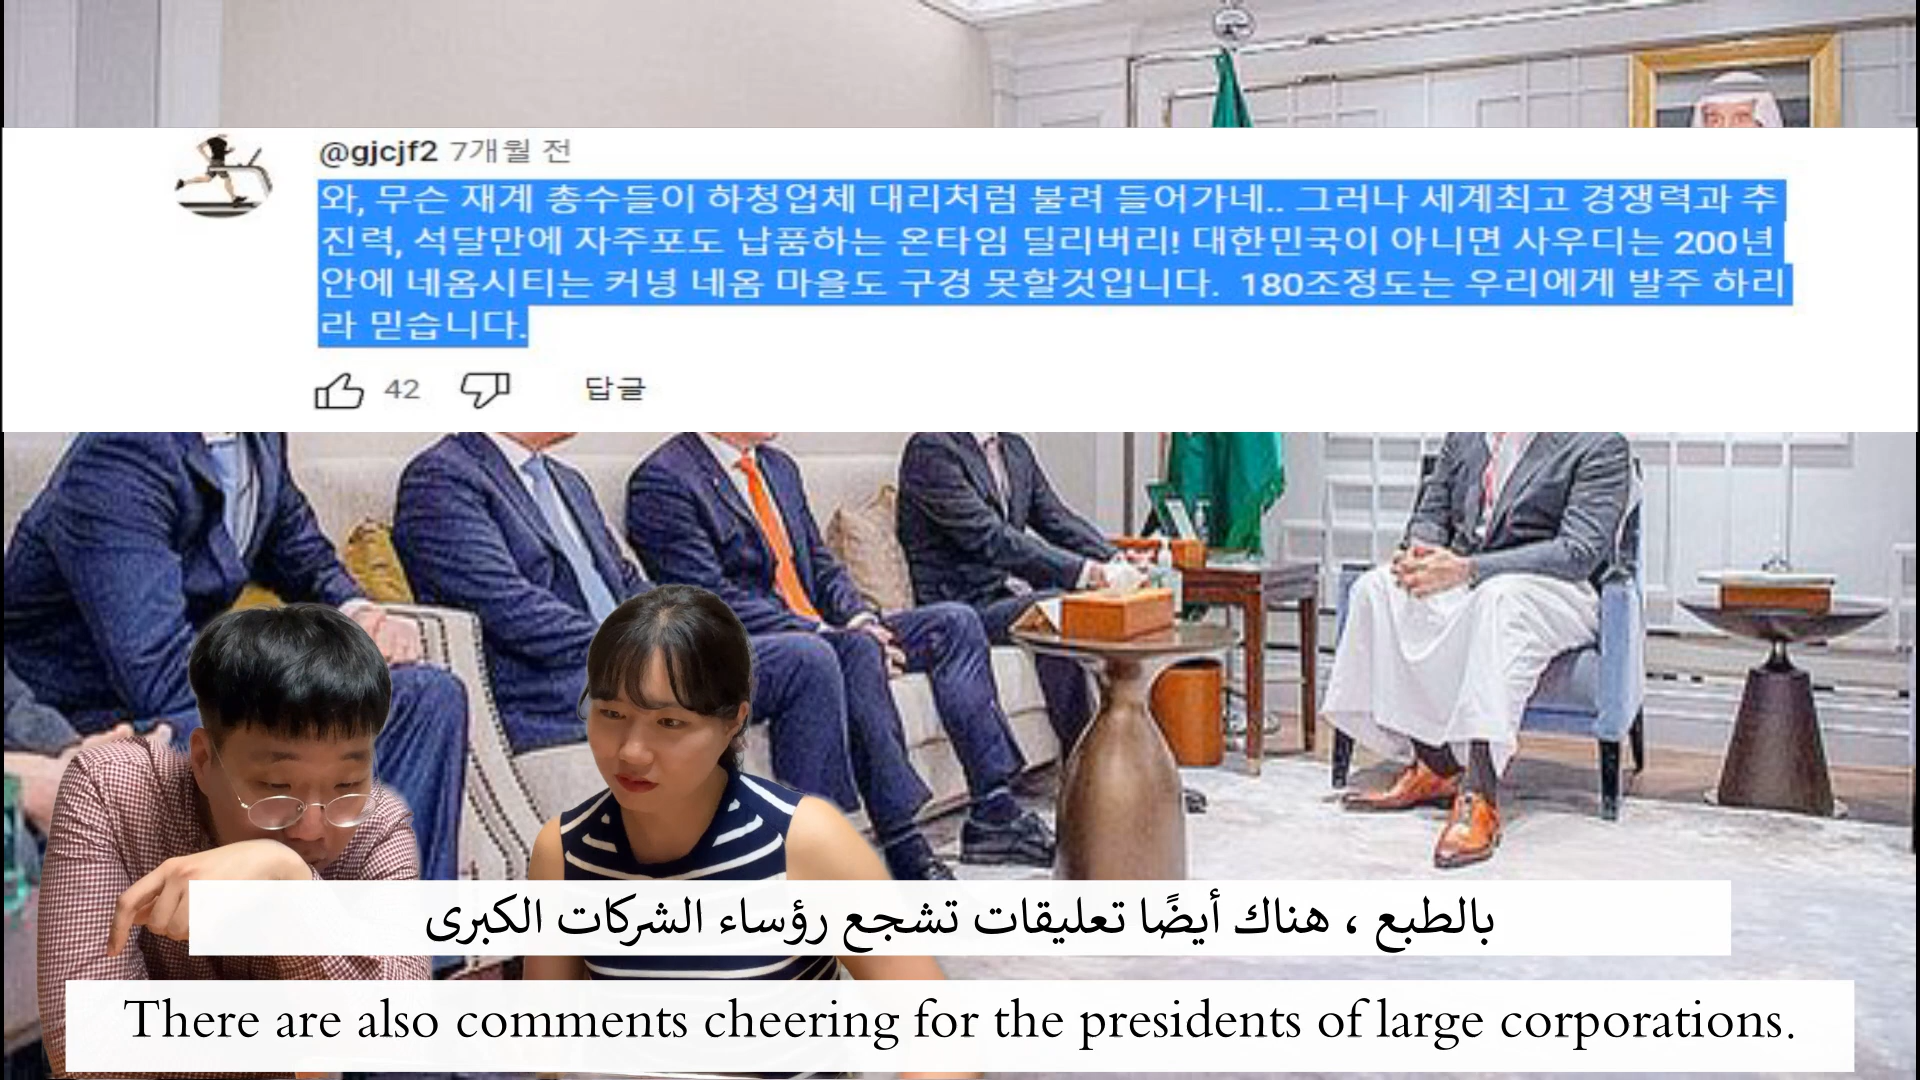 @gjcjf2 7개월 전
와, 무슨 재계 총수들이 하청업체 대리처럼 불려 들어가네.. 그러나 세계최고 경쟁력과 추
진력, 석달만에 자주포도 납품하는 온타임 딜리버리! 대한민국이 아니면 사우디는 200년
안에 네옴시티는 커녕 네옴 마을도 구경 못할것입니다. 180조정도는 우리에게 발주 하리
라 믿습니다.
42 답글
بالطبع ، هناك أيضًا تعليقات تشجع رؤساء الشركات الكبرى
There are also comments cheering for the presidents of large corporations.